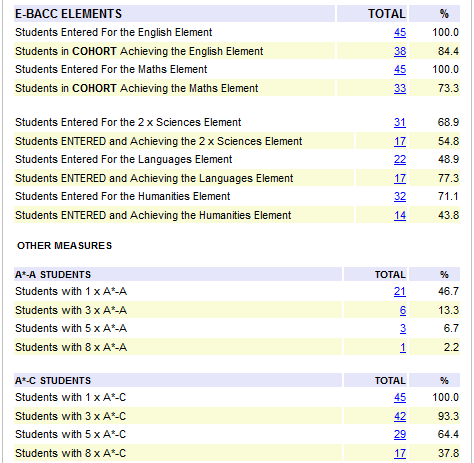 E-BACC ELEMENTS TOTAL %
Students Entered For the English Element 45 100.0
Students in COHORT Achieving the English Element 38 84.4
Students Entered For the Maths Element 45 100.0
Students in COHORT Achieving the Maths Element 33 73.3
Students Entered For the 2 x Sciences Element 31 68.9
Students ENTERED and Achieving the 2 x Sciences Element 17 54.8
Students Entered For the Languages Element 22 48.9
Students ENTERED and Achieving the Languages Element 17 77.3
Students Entered For the Humanities Element 32 71.1
Students ENTERED and Achieving the Humanities Element 14 43.8
OTHER MEASURES
A*-A STUDENTS TOTAL %
Students with 1 x A*-A 21 46.7
Students with 3 x A*-A 6 13.3
Students with 5 x A*-A 3 6.7
Students with 8 x A*-A 1 2.2
A*-C STUDENTS TOTAL %
Students with 1 x A*-C 45 100.0
Students with 3 x A*-C 42 93.3
Students with 5 x A*-C 29 64.4
Students with 8 x A*-C 17 37.8